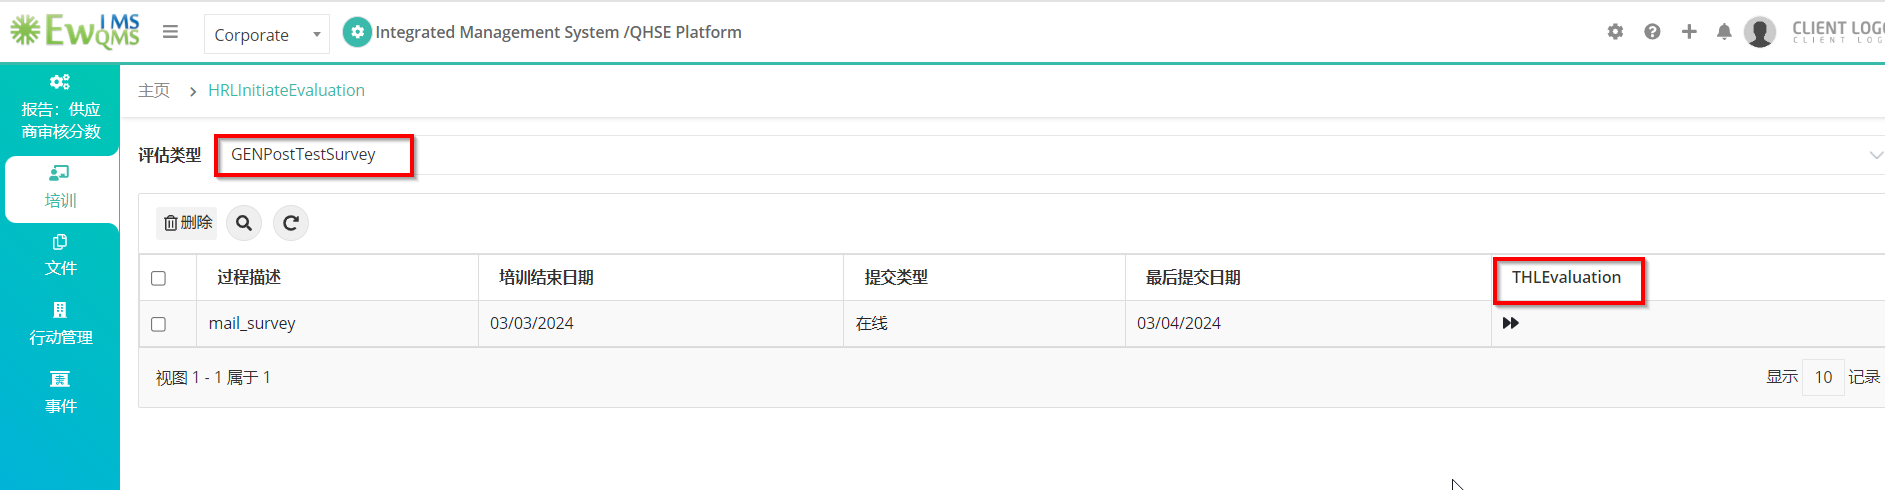 EwQMS IMS
Corporate
Integrated Management System /QHSE Platform
CLIENT LOGO
CLIENT LOG
报告：供应
商审核分数
培训
文件
行动管理
事件
主页 > HRLInitiateEvaluation
评估类型 GENPostTestSurvey
删除
过程描述 培训结束日期 提交类型 最后提交日期 THLEvaluation
mail_survey 03/03/2024 在线 03/04/2024
视图 1 - 1 属于 1
显示 10 记录